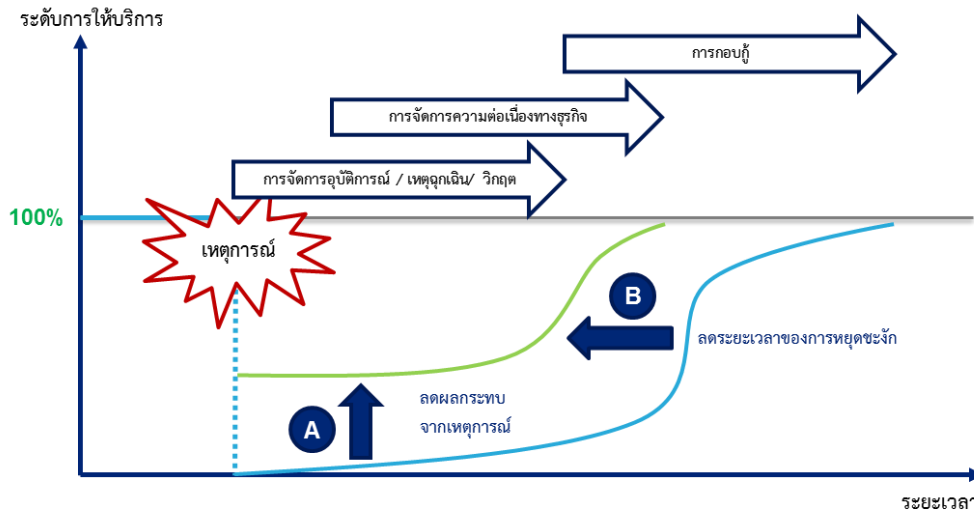 ระดับการให้บริการ
การกอบกู้
การจัดการความต่อเนื่องทางธุรกิจ
การจัดการอุบัติการณ์ / เหตุฉุกเฉิน/ วิกฤต
100%
เหตุการณ์
B
ลดระยะเวลาของการหยุดชะงัก
A
ลดผลกระทบ
จากเหตุการณ์
ระยะเวลา